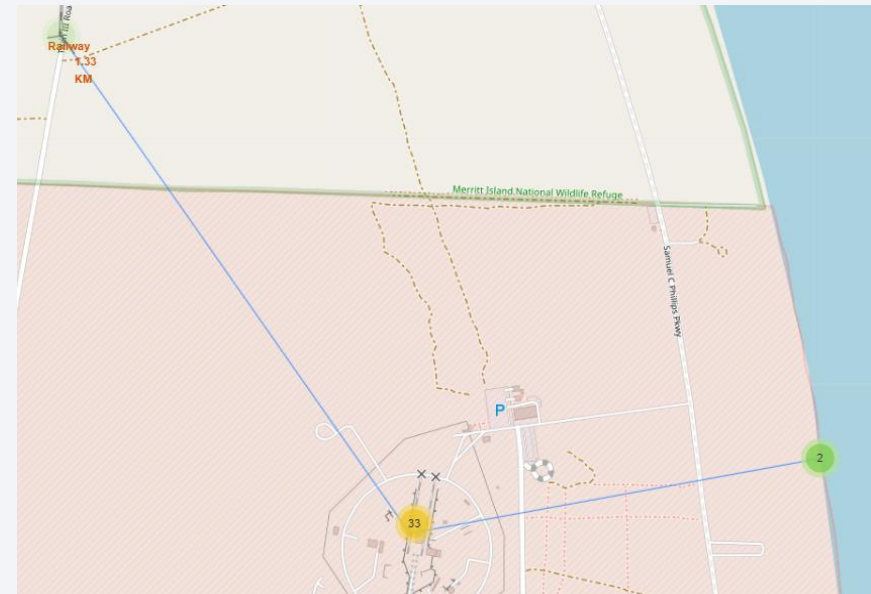 Railway
1.33
KM
Merritt Island National Wildlife Refuge
Samuel C Phillips Pkwy
P
2
33